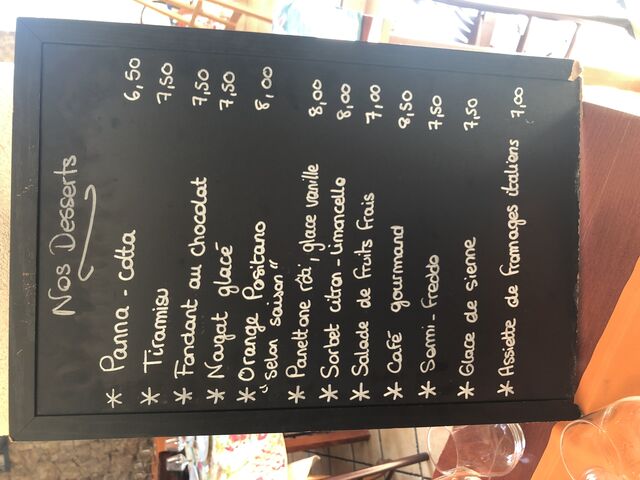 Nos Desserts
* Panna-cotta 6,50
* Tiramisu 7,50
* Fondant au chocolat 7,50
* Nougat glacé 7,50
* Orange Positano 8,00
"selon saison"
* Panettone rôti, glace vanille 8,00
* Sorbet citron-Limoncello 8,00
* Salade de fruits frais 7,00
* Café gourmand 8,50
* Semi-Freddo 7,50
* Glace de sienne 7,50
* Assiette de fromages italiens 7,00